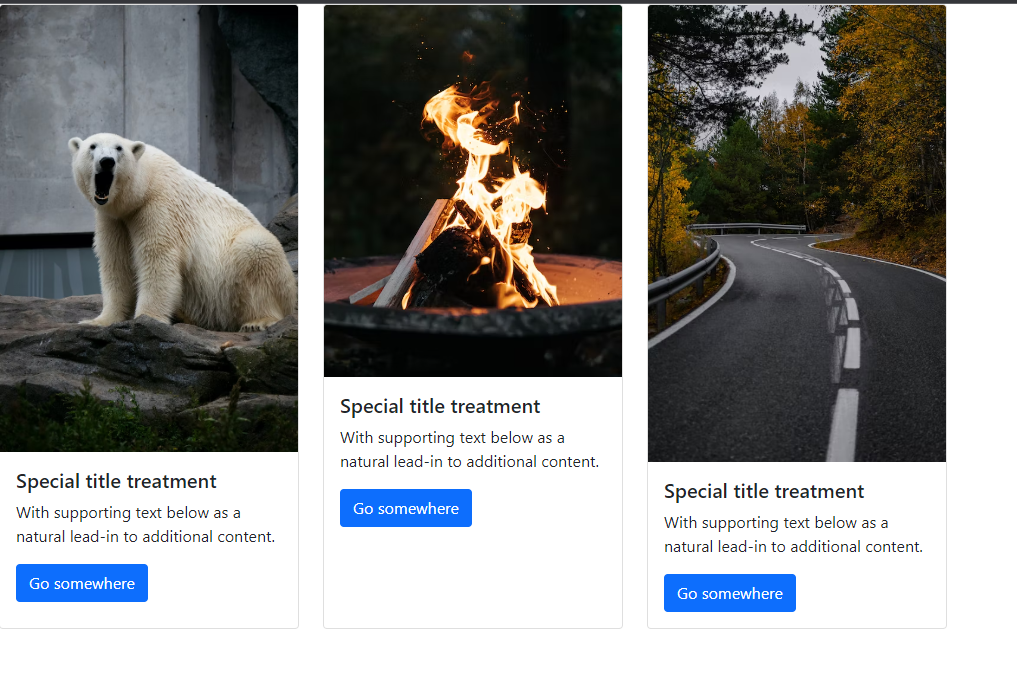 Special title treatment
With supporting text below as a
natural lead-in to additional content.
Go somewhere
Special title treatment
With supporting text below as a
natural lead-in to additional content.
Go somewhere
Special title treatment
With supporting text below as a
natural lead-in to additional content.
Go somewhere